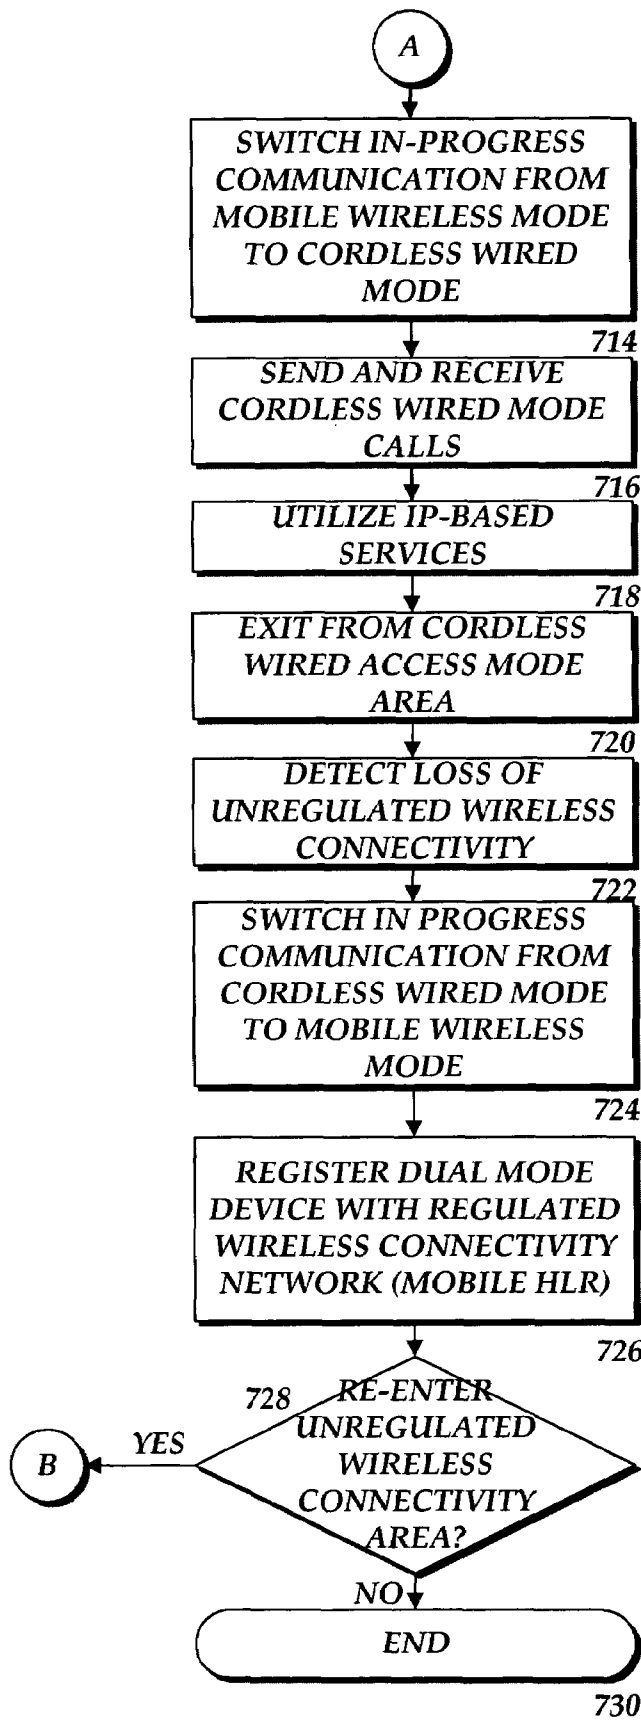 A
SWITCH IN-PROGRESS
COMMUNICATION FROM
MOBILE WIRELESS MODE
TO CORDLESS WIRED
MODE
714
SEND AND RECEIVE
CORDLESS WIRED MODE
CALLS
716
UTILIZE IP-BASED
SERVICES
718
EXIT FROM CORDLESS
WIRED ACCESS MODE
AREA
720
DETECT LOSS OF
UNREGULATED WIRELESS
CONNECTIVITY
722
SWITCH IN PROGRESS
COMMUNICATION FROM
CORDLESS WIRED MODE
TO MOBILE WIRELESS
MODE
724
REGISTER DUAL MODE
DEVICE WITH REGULATED
WIRELESS CONNECTIVITY
NETWORK (MOBILE HLR)
726
728
RE-ENTER
UNREGULATED
WIRELESS
CONNECTIVITY
AREA?
YES
B
NO
END
730